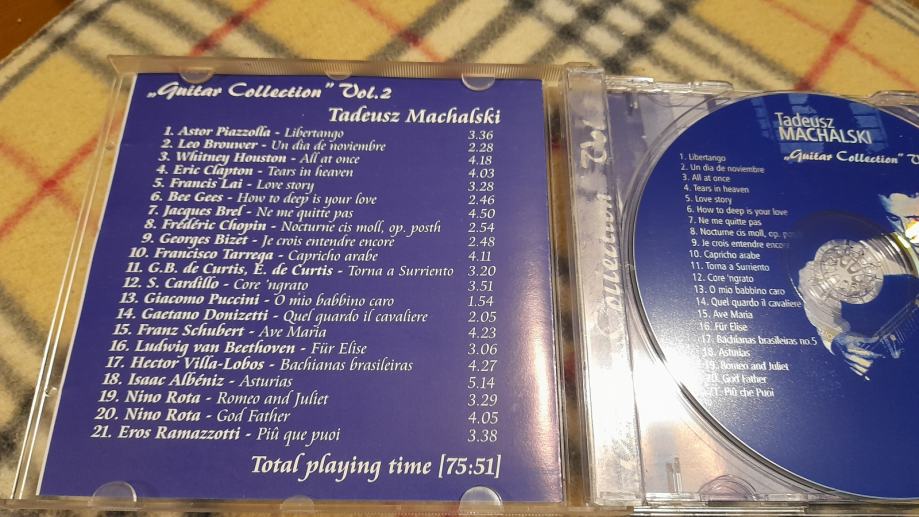 „Guitar Collection” Vol.2
Tadeusz Machalski
1. Astor Piazzolla - Libertango 3.36
2. Leo Brouwer - Un dia de noviembre 2.28
3. Whitney Houston - All at once 4.18
4. Eric Clapton - Tears in heaven 4.03
5. Francis Lai - Love story 3.28
6. Bee Gees - How to deep is your love 2.46
7. Jacques Brel - Ne me quitte pas 4.50
8. Frédéric Chopin - Nocturne cis moll, op. posth 2.54
9. Georges Bizet - Je crois entendre encore 2.48
10. Francisco Tarrega - Capricho arabe 4.11
11. G.B. de Curtis, E. de Curtis - Torna a Surriento 3.20
12. S. Cardillo - Core 'ngrato 3.51
13. Giacomo Puccini - O mio babbino caro 1.54
14. Gaetano Donizetti - Quel guardo il cavaliere 2.05
15. Franz Schubert - Ave Maria 4.23
16. Ludwig van Beethoven - Für Elise 3.06
17. Hector Villa-Lobos - Bachianas brasileiras 4.27
18. Isaac Albéniz - Asturias 5.14
19. Nino Rota - Romeo and Juliet 3.29
20. Nino Rota - God Father 4.05
21. Eros Ramazzotti - Piû que puoi 3.38
Total playing time [75:51]
Tadeusz
MACHALSKI
„Guitar Collection” V
1. Libertango
2. Un dia de noviembre
3. All at once
4. Tears in heaven
5. Love story
6. How to deep is your love
7. Ne me quitte pas
8. Nocturne cis moll, op. pos
9. Je crois entendre encore
10. Capricho arabe
11. Torna a Surriento
12. Core 'ngrato
13. O mio babbino caro
14. Quel quardo il cavaliere
15. Ave Maria
16. Für Elise
17. Bachianas brasileiras no.5
18. Asturias
19. Romeo and Juliet
20. God Father
21. Più che Puoi